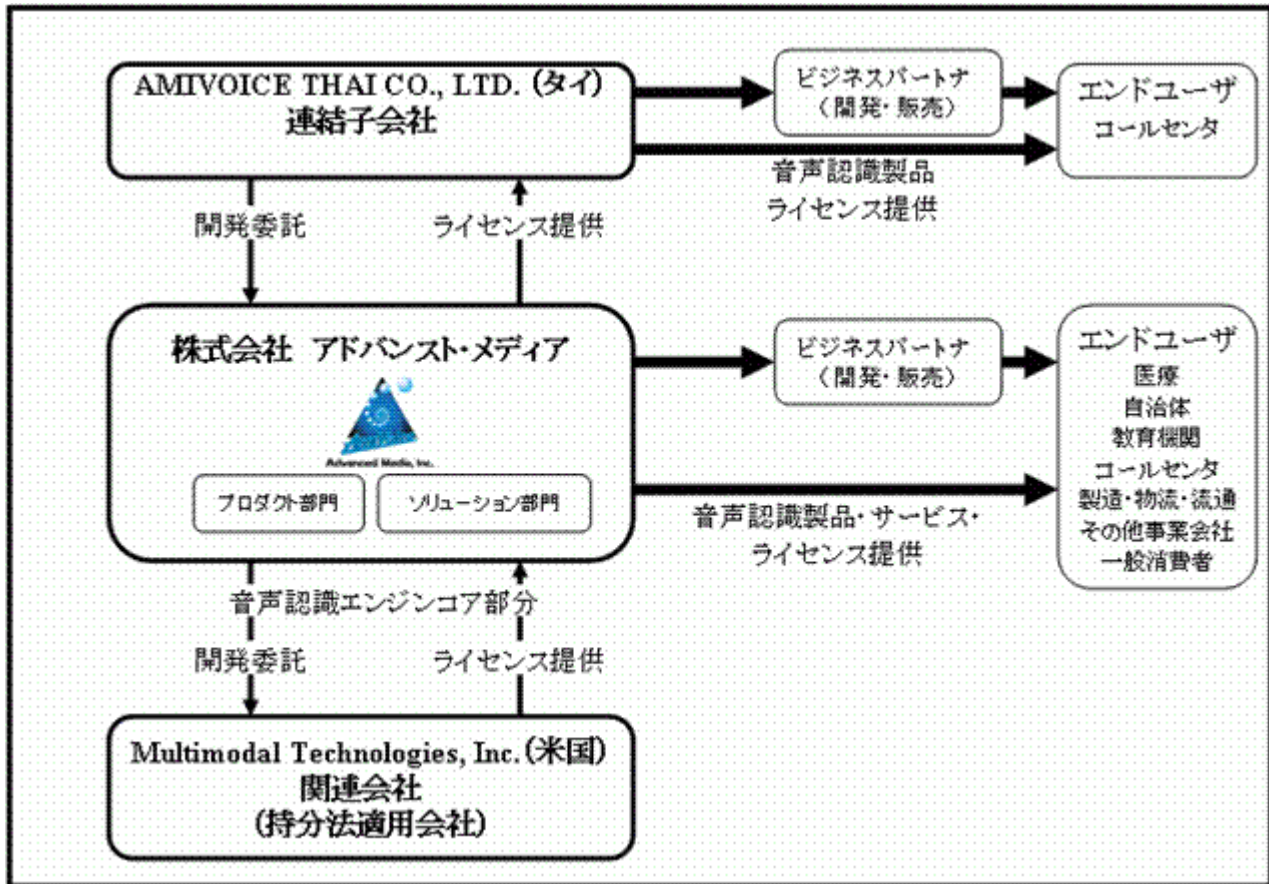 AMIVOICE THAI CO., LTD. (タイ)
連結子会社
ビジネスパートナ
（開発・販売）
エンドユーザ
コールセンタ
音声認識製品
ライセンス提供
開発委託
ライセンス提供
株式会社　アドバンスト・メディア
Advanced Media, Inc.
プロダクト部門
ソリューション部門
ビジネスパートナ
（開発・販売）
エンドユーザ
医療
自治体
教育機関
コールセンタ
製造・物流・流通
その他事業会社
一般消費者
音声認識製品・サービス・
ライセンス提供
音声認識エンジンコア部分
開発委託
ライセンス提供
Multimodal Technologies, Inc. (米国)
関連会社
(持分法適用会社)